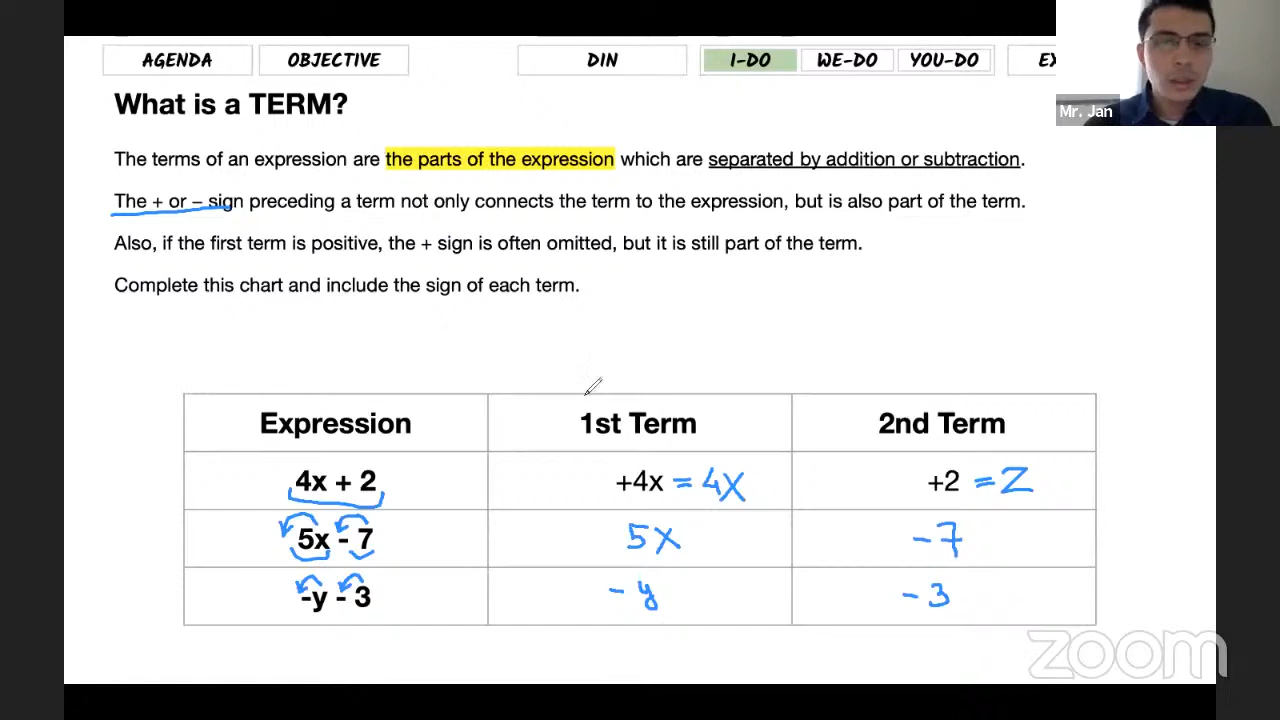 AGENDA OBJECTIVE DIN I-DO WE-DO YOU-DO EX
Mr. Jan
What is a TERM?
The terms of an expression are the parts of the expression which are separated by addition or subtraction.
The + or – sign preceding a term not only connects the term to the expression, but is also part of the term.
Also, if the first term is positive, the + sign is often omitted, but it is still part of the term.
Complete this chart and include the sign of each term.
Expression 1st Term 2nd Term
4x + 2 +4x = 4x +2 = 2
5x - 7 5x -7
-y - 3 -y -3
zoom